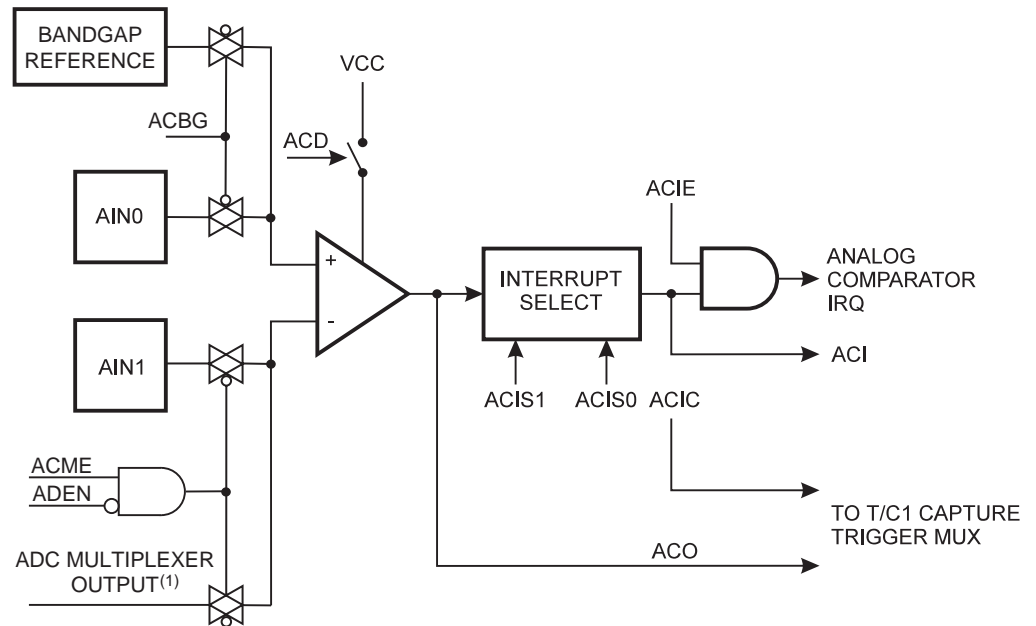 BANDGAP
REFERENCE
VCC
ACBG
ACD
AIN0
ACIE
+
INTERRUPT
SELECT
ANALOG
COMPARATOR
IRQ
-
AIN1
ACI
ACIS1
ACIS0
ACIC
ACME
ADEN
TO T/C1 CAPTURE
TRIGGER MUX
ACO
ADC MULTIPLEXER
OUTPUT(1)